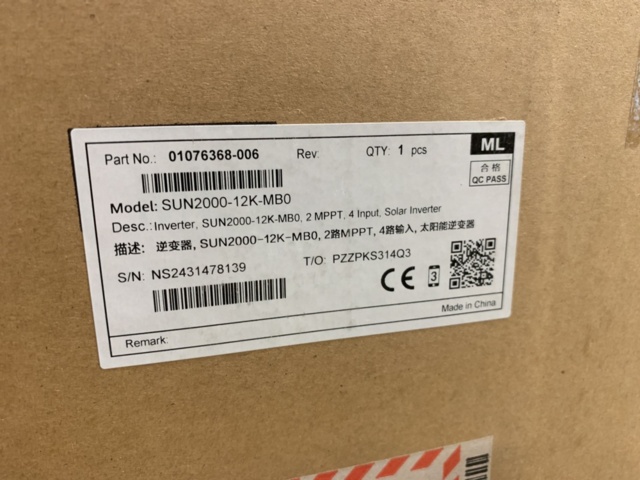 Part No.: 01076368-006 Rev: QTY: 1 pcs ML
合格
QC PASS
Model: SUN2000-12K-MB0
Desc.: Inverter, SUN2000-12K-MB0, 2 MPPT, 4 Input, Solar Inverter
描述: 逆变器, SUN2000-12K-MB0, 2路MPPT, 4路输入, 太阳能逆变器
S/N: NS2431478139 T/O: PZZPKS314Q3
CE 3
Made in China
Remark: